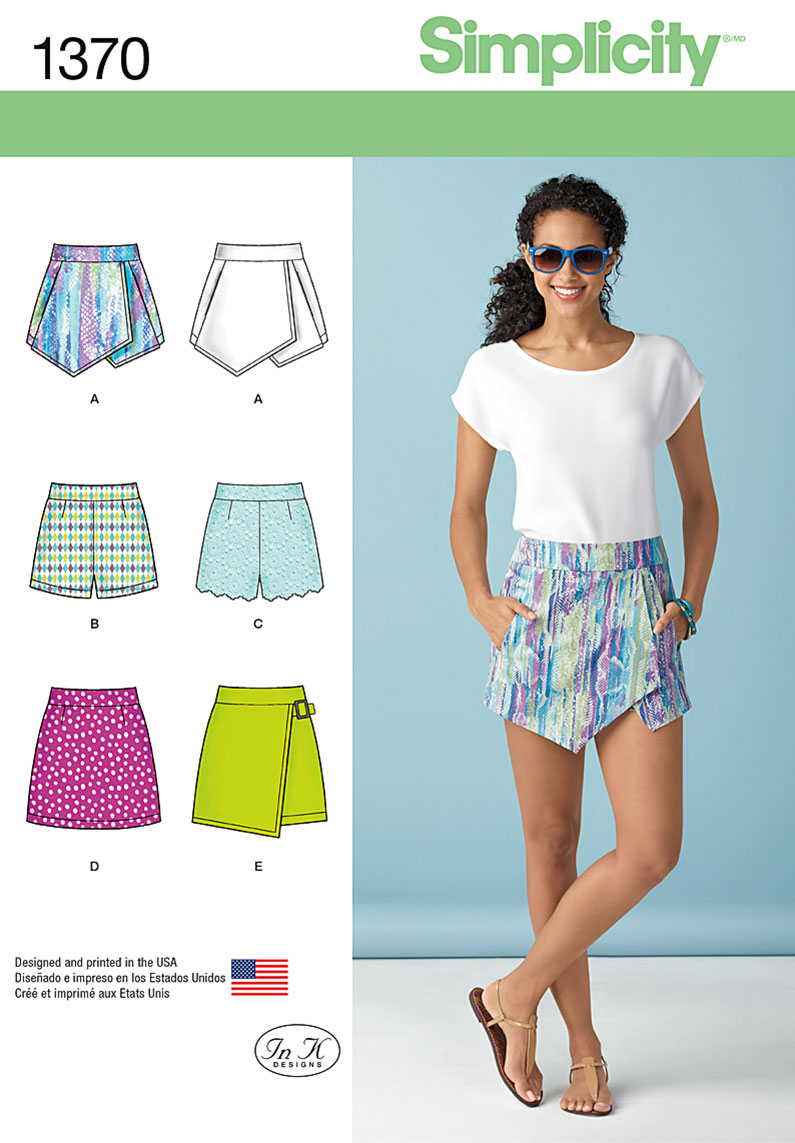 1370
Simplicity®/MD
A
A
B
C
D
E
Designed and printed in the USA
Diseñado e impreso en los Estados Unidos
Créé et imprimé aux Etats Unis
In K
DESIGNS